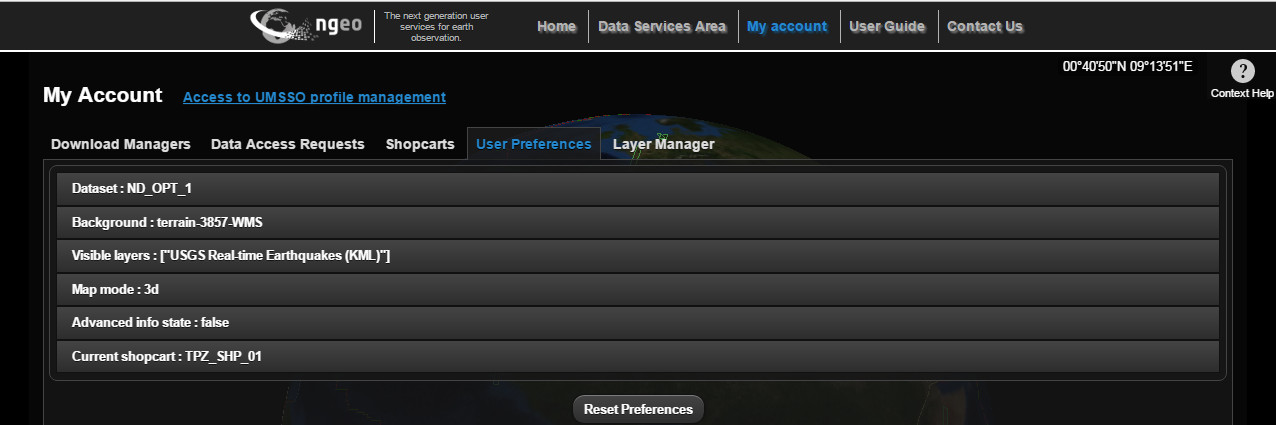 ngeo
The next generation user
services for earth
observation.
Home
Data Services Area
My account
User Guide
Contact Us
00°40'50"N 09°13'51"E
?
Context Help
My Account
Access to UMSSO profile management
Download Managers
Data Access Requests
Shopcarts
User Preferences
Layer Manager
Dataset : ND_OPT_1
Background : terrain-3857-WMS
Visible layers : ["USGS Real-time Earthquakes (KML)"]
Map mode : 3d
Advanced info state : false
Current shopcart : TPZ_SHP_01
Reset Preferences